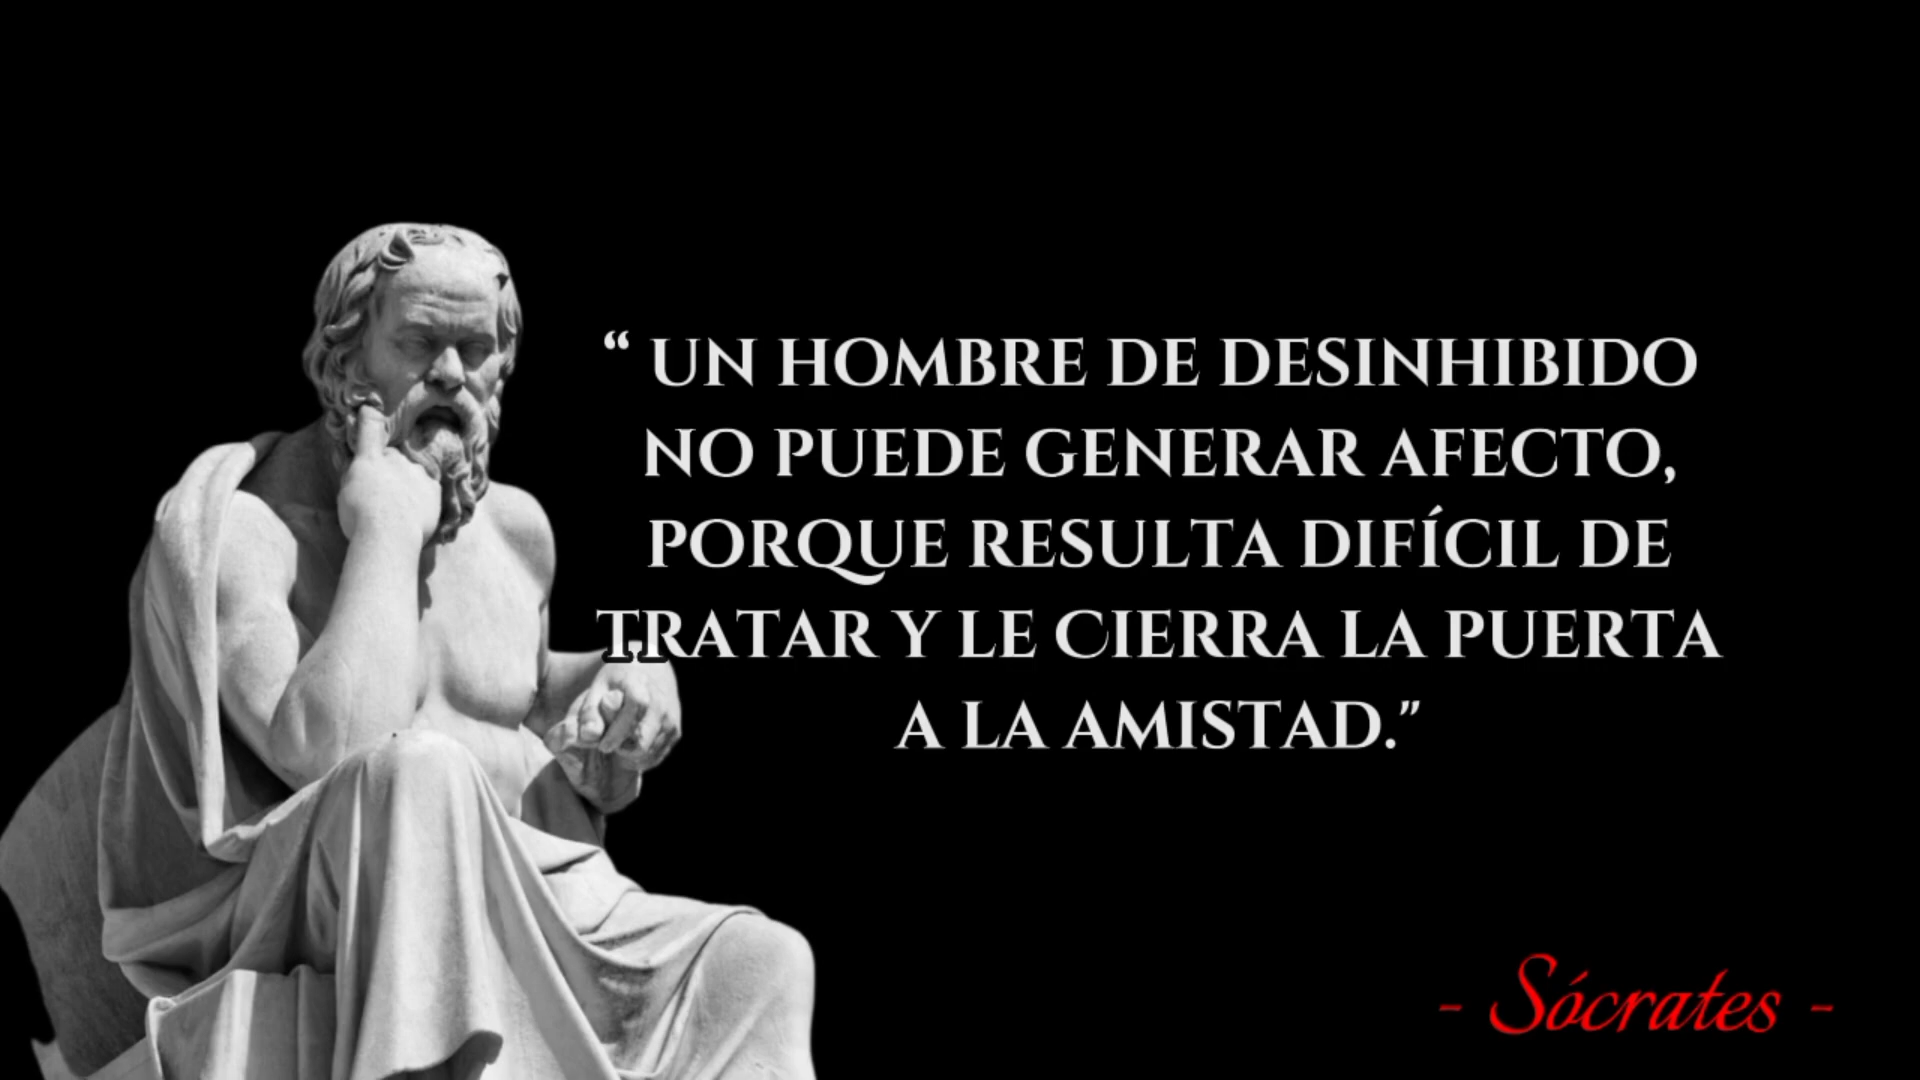 “ UN HOMBRE DE DESINHIBIDO
NO PUEDE GENERAR AFECTO,
PORQUE RESULTA DIFÍCIL DE
TRATAR Y LE CIERRA LA PUERTA
A LA AMISTAD."
- Sócrates -